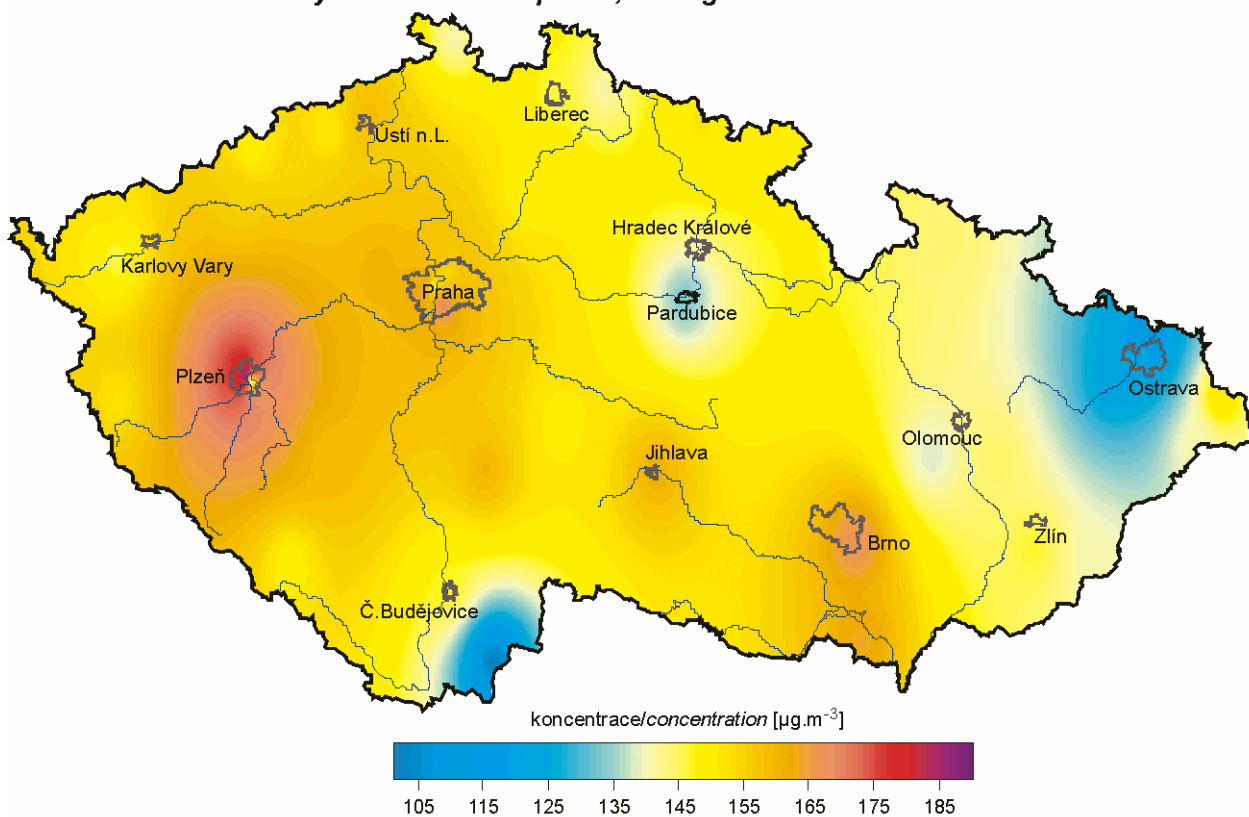 Liberec
Ústí n.L.
Hradec Králové
Karlovy Vary
Praha
Pardubice
Plzeň
Ostrava
Olomouc
Jihlava
Brno
Zlín
Č.Budějovice
koncentrace/concentration [µg.m⁻³]
105 115 125 135 145 155 165 175 185